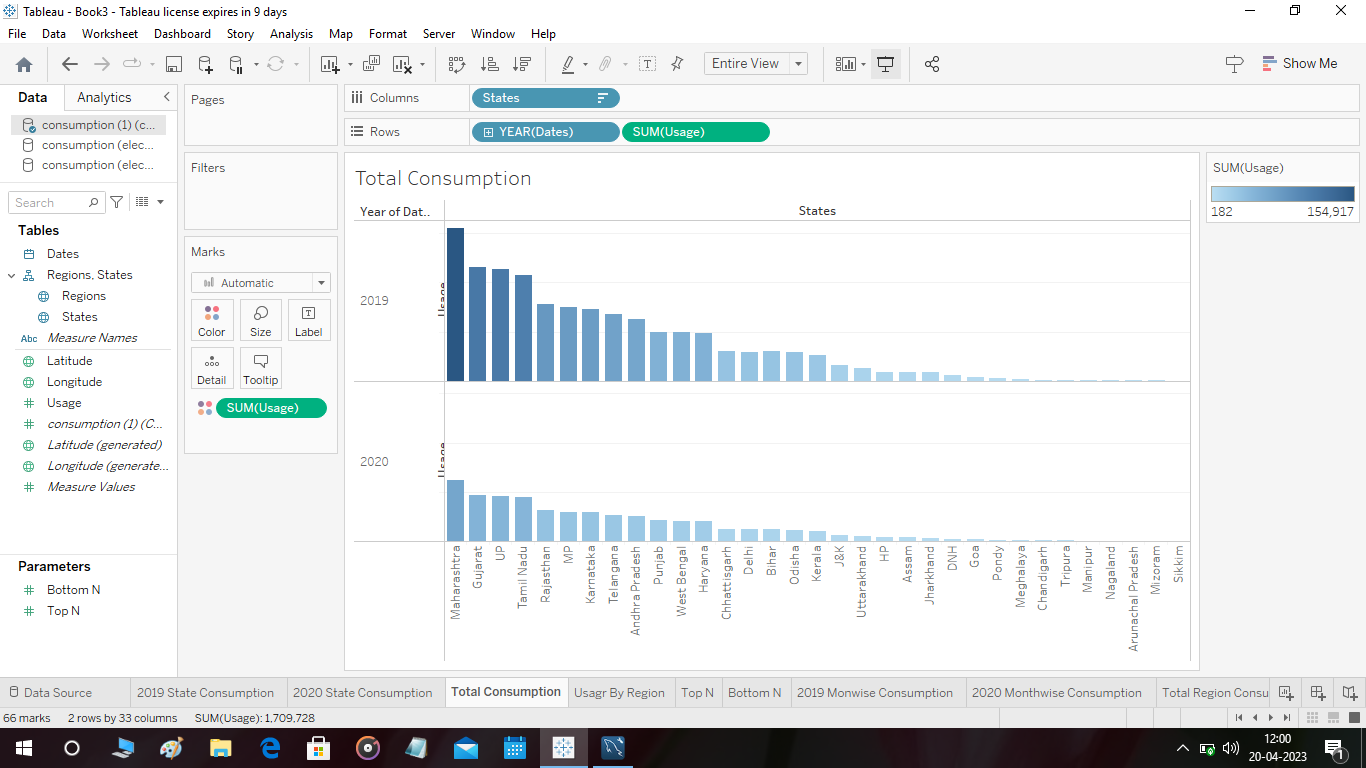 Tableau - Book3 - Tableau license expires in 9 days
File Data Worksheet Dashboard Story Analysis Map Format Server Window Help
Entire View
Show Me
Data Analytics
Pages
Columns
States
consumption (1) (c...
consumption (elec...
consumption (elec...
Rows
YEAR(Dates) SUM(Usage)
Filters
Total Consumption
SUM(Usage)
182 154,917
Search
Year of Dat..
States
Tables
Dates
Regions, States
Regions
States
Abc Measure Names
Latitude
Longitude
Usage
consumption (1) (C...
Latitude (generated)
Longitude (generate...
Measure Values
Marks
Automatic
Color Size Label
Detail Tooltip
SUM(Usage)
2019
Usage
2020
Usage
Maharashtra
Gujarat
UP
Tamil Nadu
Rajasthan
MP
Karnataka
Telangana
Andhra Pradesh
Punjab
West Bengal
Haryana
Chhattisgarh
Delhi
Bihar
Odisha
Kerala
J&K
Uttarakhand
HP
Assam
Jharkhand
DNH
Goa
Pondy
Meghalaya
Chandigarh
Tripura
Manipur
Nagaland
Arunachal Pradesh
Mizoram
Sikkim
Parameters
Bottom N
Top N
Data Source 2019 State Consumption 2020 State Consumption Total Consumption Usagr By Region Top N Bottom N 2019 Monwise Consumption 2020 Monthwise Consumption Total Region Consu
66 marks 2 rows by 33 columns SUM(Usage): 1,709,728
12:00
20-04-2023
1